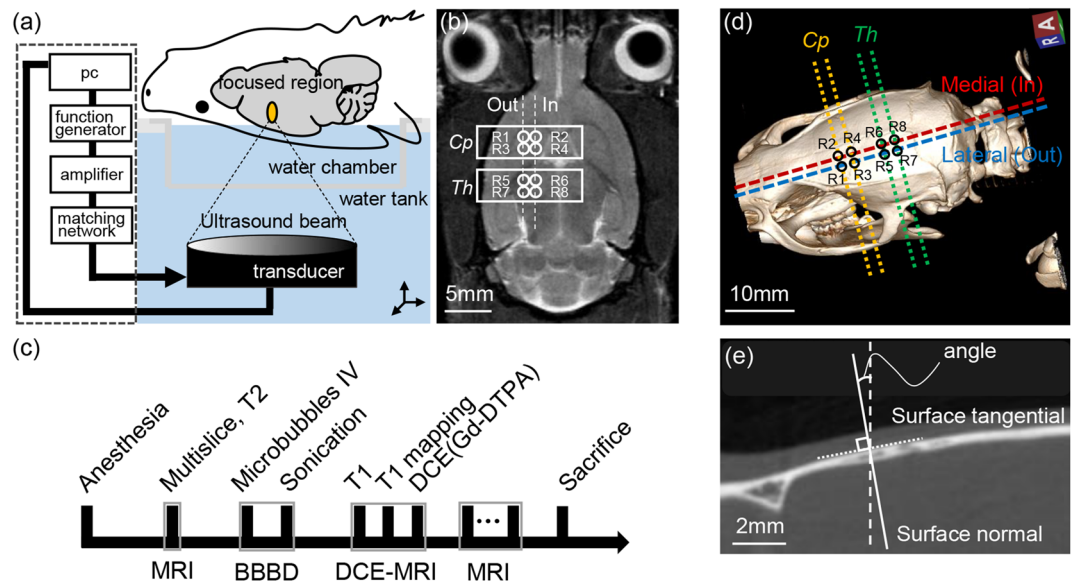 (a)
pc
function
generator
amplifier
matching
network
focused region
water chamber
water tank
Ultrasound beam
transducer
(b)
Out In
Cp
R1 R2
R3 R4
Th
R5 R6
R7 R8
5mm
(c)
Anesthesia
Multislice, T2
Microbubbles IV
Sonication
T1
T1 mapping
DCE(Gd-DTPA)
Sacrifice
MRI
BBBD
DCE-MRI
...
MRI
(d)
Cp
Th
R A
Medial (In)
Lateral (Out)
R2 R4 R6 R8
R1 R3 R5 R7
10mm
(e)
angle
Surface tangential
Surface normal
2mm